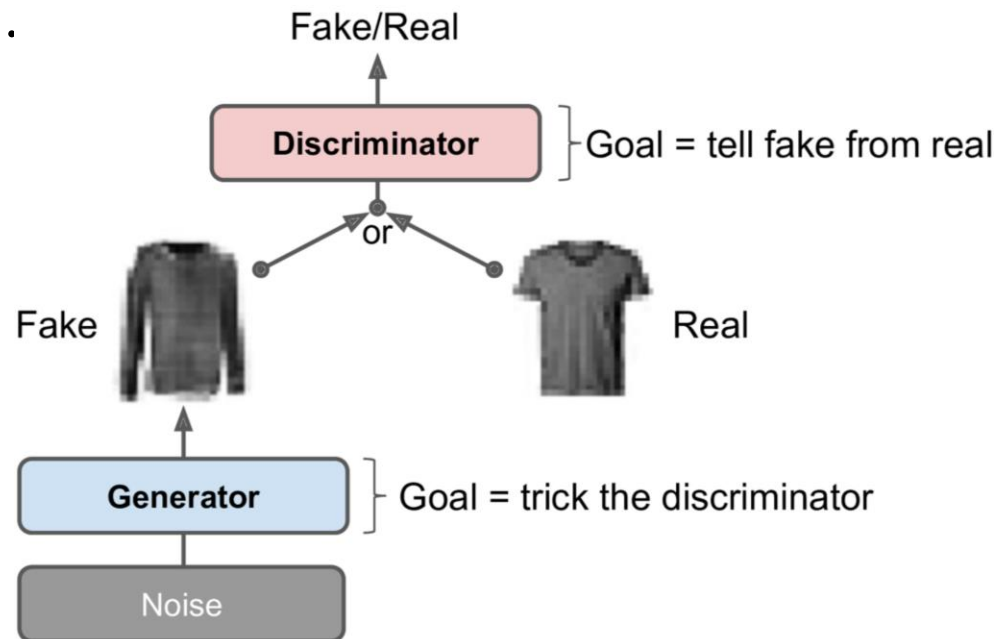 Fake/Real
Discriminator
Goal = tell fake from real
or
Fake
Real
Generator
Goal = trick the discriminator
Noise